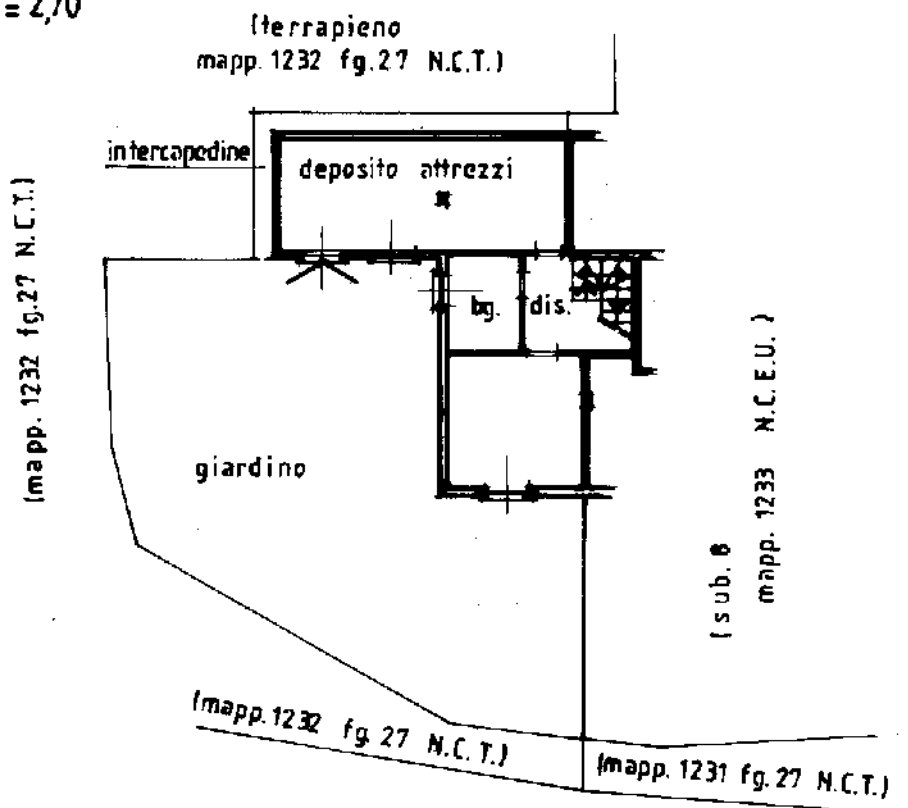 = 2,70
(terrapieno
mapp. 1232 fg.27 N.C.T.)
intercapedine
deposito attrezzi
(mapp. 1232 fg.27 N.C.T.)
bg.
dis.
giardino
(sub. 8
mapp. 1233 N.C.E.U.)
(mapp. 1232 fg. 27 N.C.T.)
(mapp. 1231 fg. 27 N.C.T.)